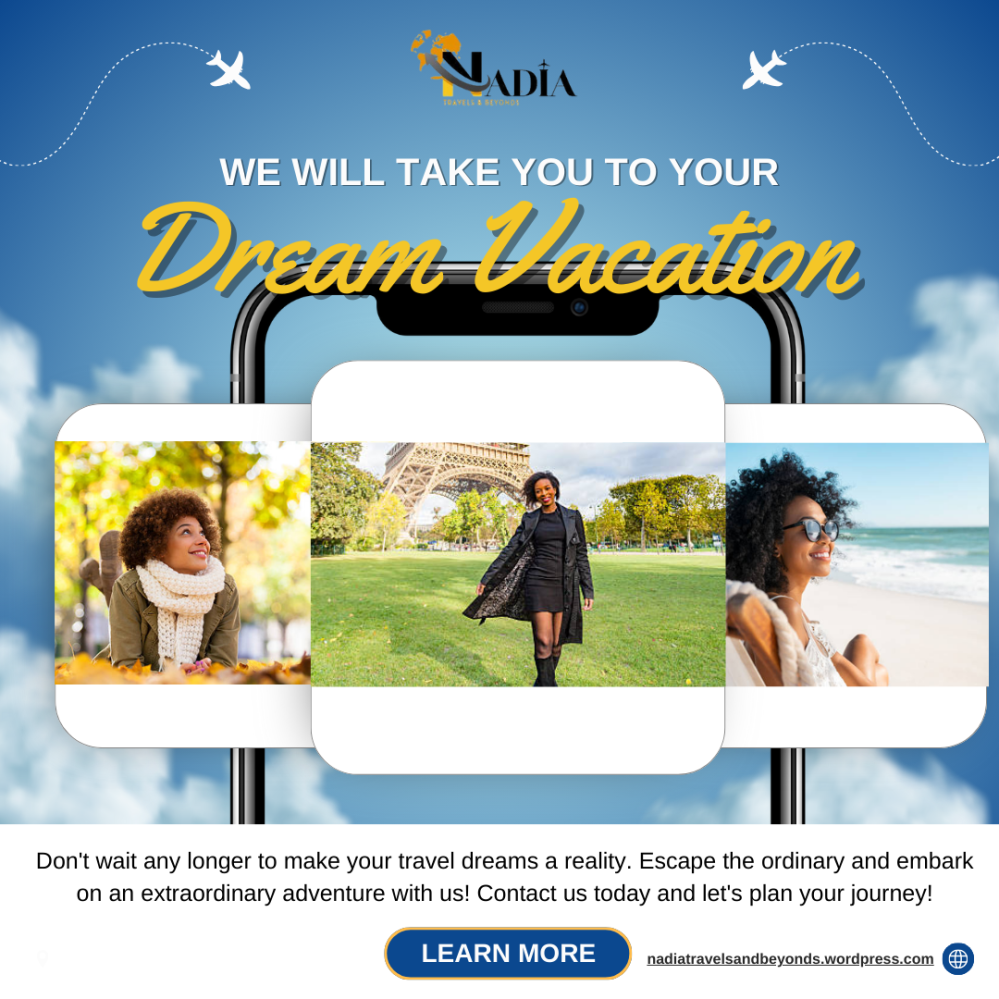 NADIA
TRAVELS & BEYONDS
WE WILL TAKE YOU TO YOUR
Dream Vacation
Don't wait any longer to make your travel dreams a reality. Escape the ordinary and embark
on an extraordinary adventure with us! Contact us today and let's plan your journey!
LEARN MORE
nadiatravelsandbeyonds.wordpress.com